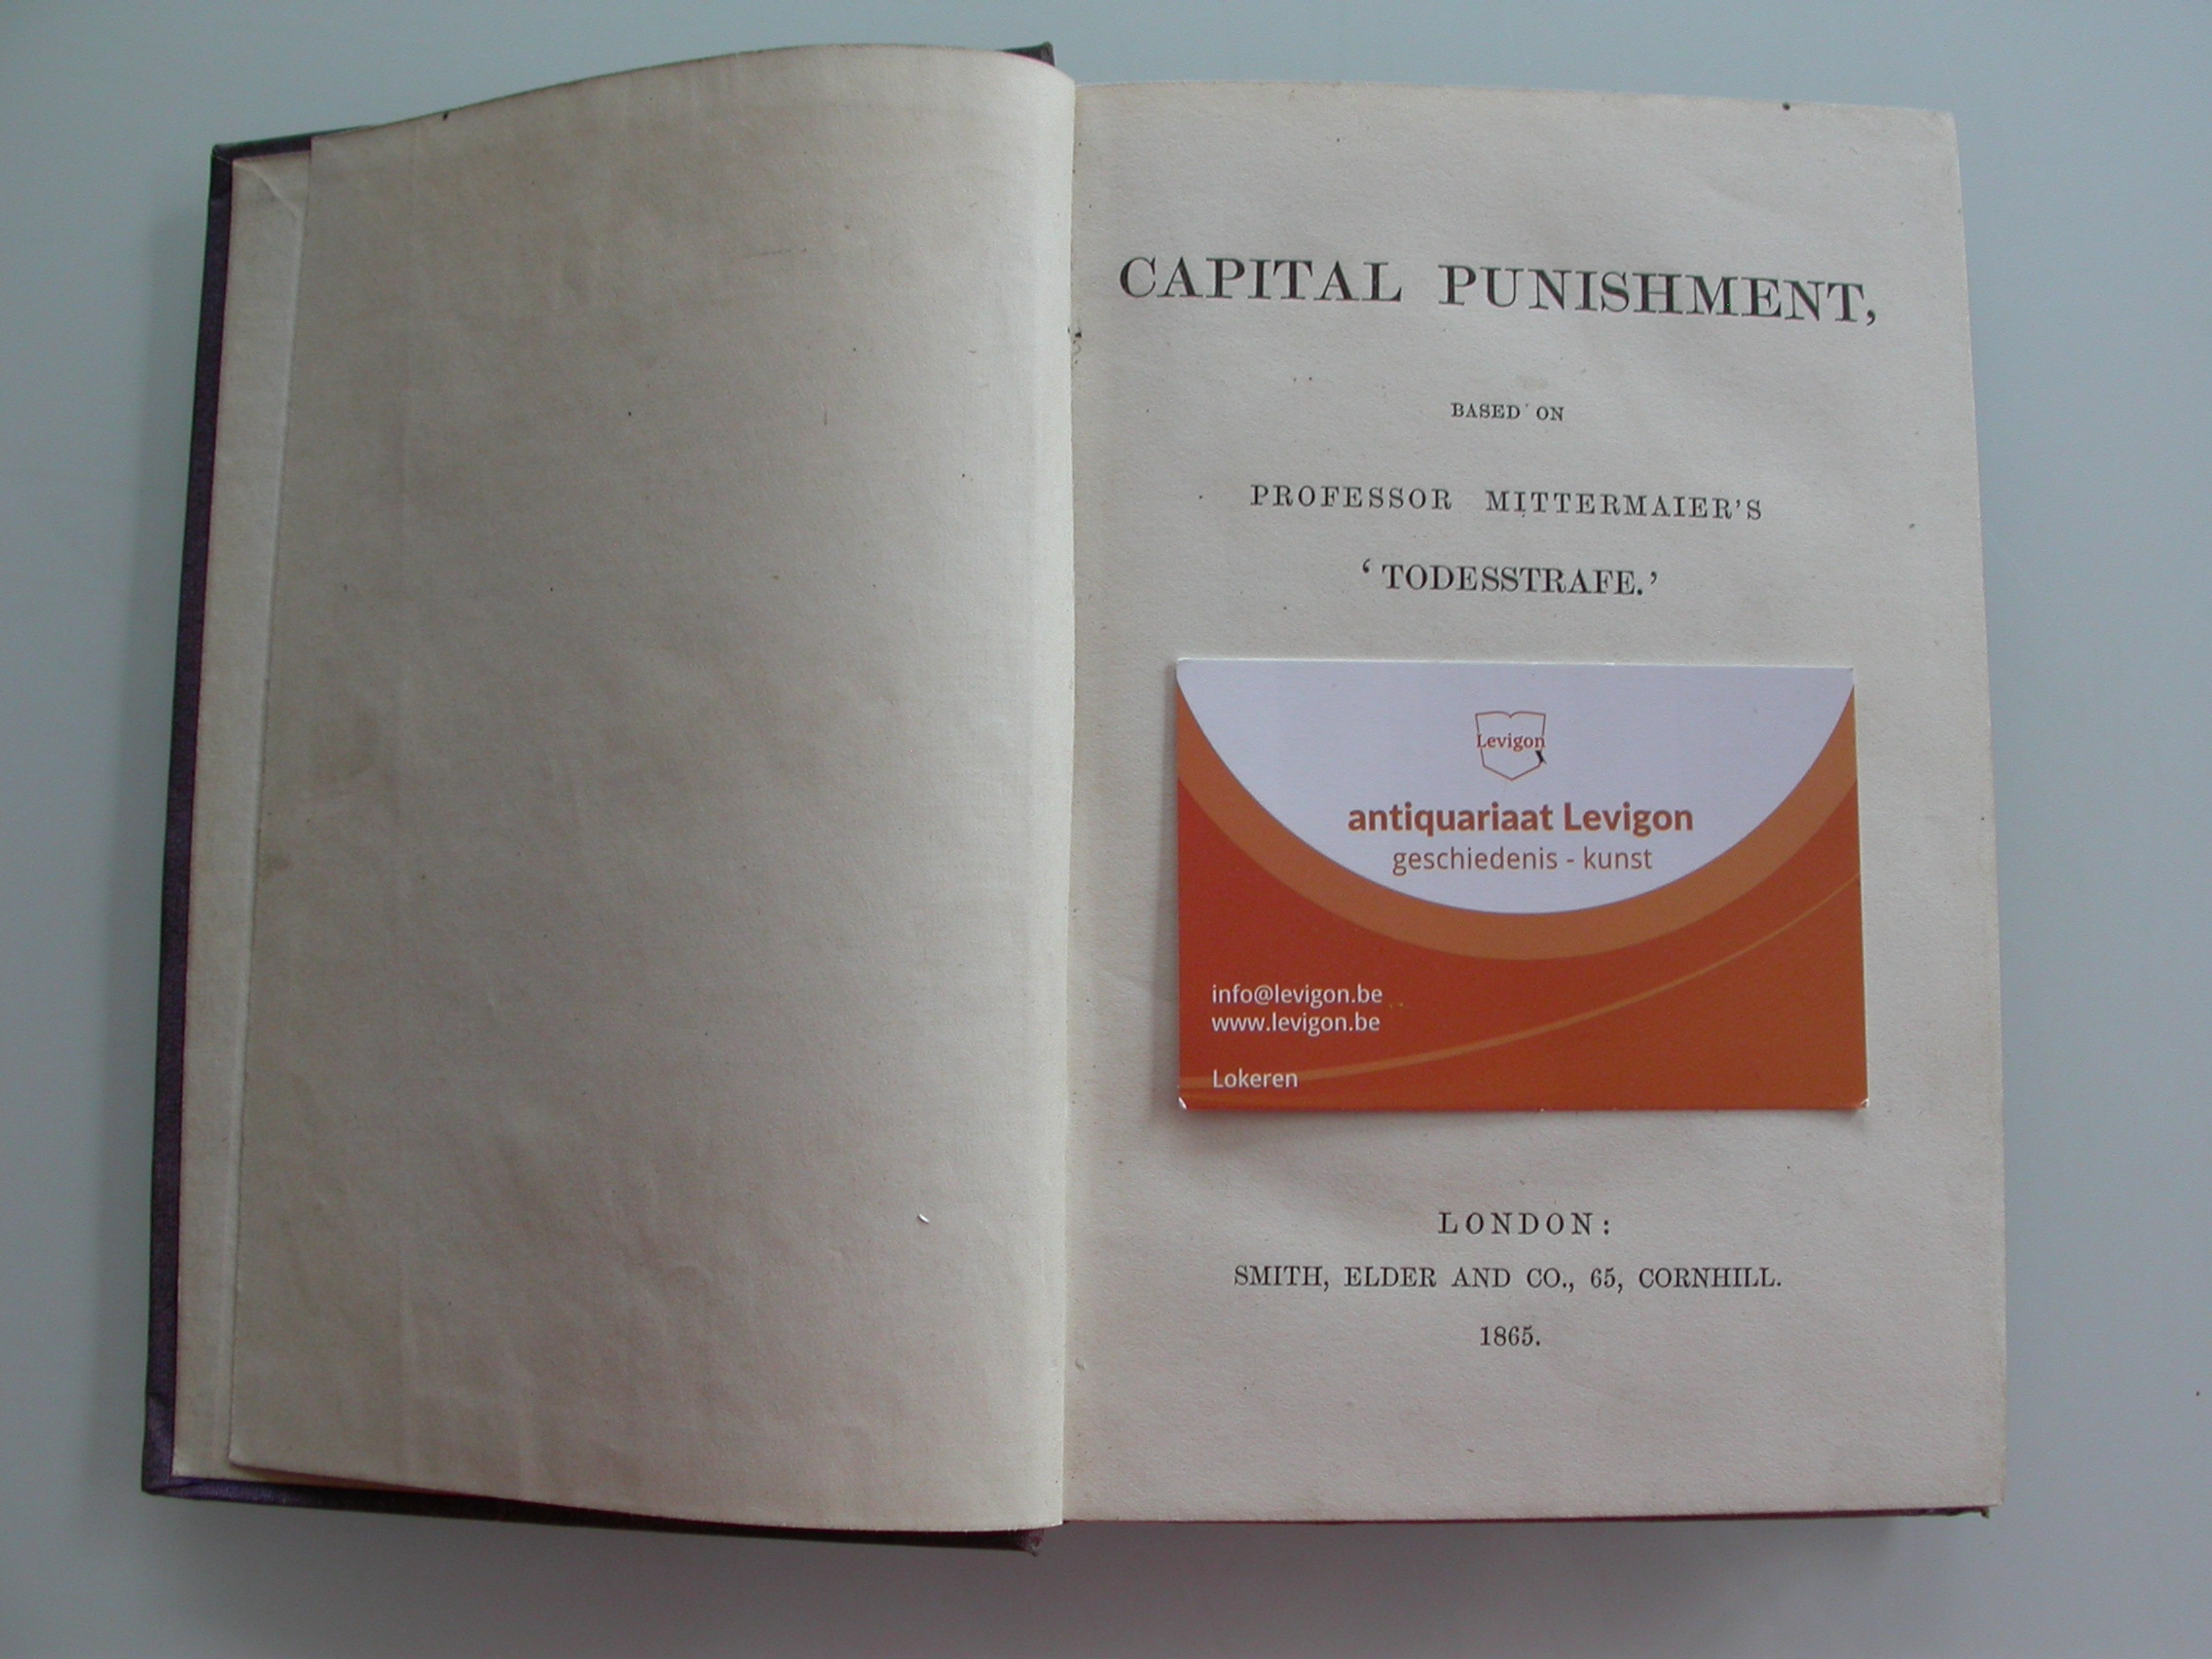 CAPITAL PUNISHMENT,
BASED ON
PROFESSOR MITTERMAIER'S
‘TODESSTRAFE.’
Levigon
antiquariaat Levigon
geschiedenis - kunst
info@levigon.be
www.levigon.be
Lokeren
LONDON:
SMITH, ELDER AND CO., 65, CORNHILL.
1865.